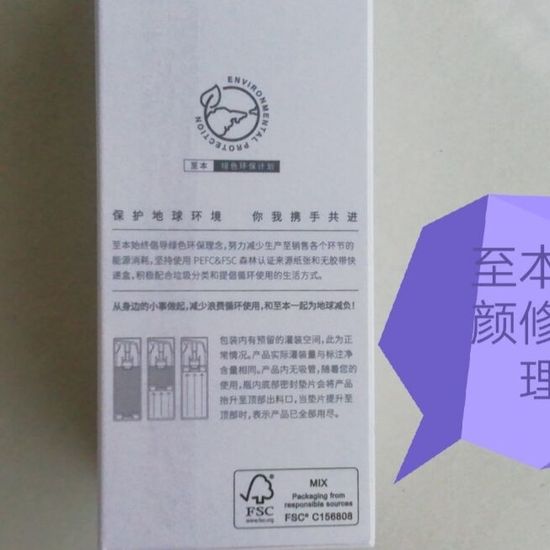 ENVIRONMENTAL PROTECTION
至本 绿色环保计划
保护地球环境 你我携手共进
至本始终倡导绿色环保理念，努力减少生产至销售各个环节的
能源消耗，坚持使用 PEFC&FSC 森林认证来源纸张和无胶带快
递盒，积极配合垃圾分类和提倡循环使用的生活方式。
从身边的小事做起，减少浪费循环使用，和至本一起为地球减负！
包装内有预留的灌装空间，此为正
常情况。产品实际灌装量与标注净
含量相同。产品内无吸管，随着您的
使用，瓶内底部密封垫片会将产品
抬升至顶部出料口，当垫片提升至
顶部时，表示产品已全部用尽。
FSC
www.fsc.org
MIX
Packaging from
responsible sources
FSC® C156808
至本
颜修
理